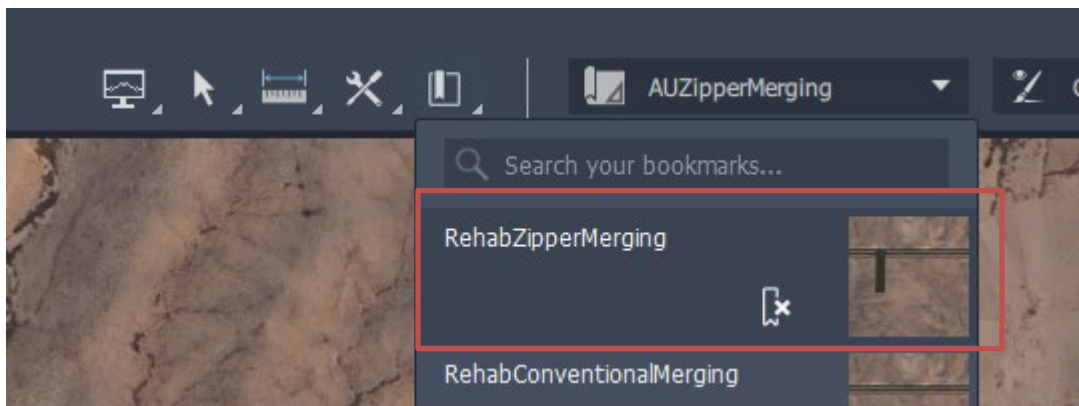 AUZipperMerging
Search your bookmarks...
RehabZipperMerging
RehabConventionalMerging